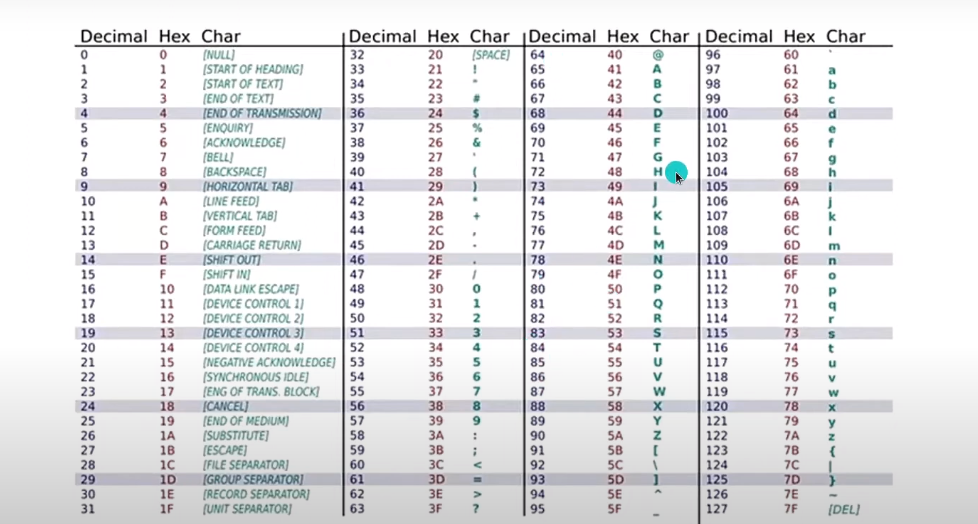 Decimal Hex Char Decimal Hex Char Decimal Hex Char Decimal Hex Char
0 0 [NULL] 32 20 [SPACE] 64 40 @ 96 60 `
1 1 [START OF HEADING] 33 21 ! 65 41 A 97 61 a
2 2 [START OF TEXT] 34 22 " 66 42 B 98 62 b
3 3 [END OF TEXT] 35 23 # 67 43 C 99 63 c
4 4 [END OF TRANSMISSION] 36 24 $ 68 44 D 100 64 d
5 5 [ENQUIRY] 37 25 % 69 45 E 101 65 e
6 6 [ACKNOWLEDGE] 38 26 & 70 46 F 102 66 f
7 7 [BELL] 39 27 ' 71 47 G 103 67 g
8 8 [BACKSPACE] 40 28 ( 72 48 H 104 68 h
9 9 [HORIZONTAL TAB] 41 29 ) 73 49 I 105 69 i
10 A [LINE FEED] 42 2A * 74 4A J 106 6A j
11 B [VERTICAL TAB] 43 2B + 75 4B K 107 6B k
12 C [FORM FEED] 44 2C , 76 4C L 108 6C l
13 D [CARRIAGE RETURN] 45 2D - 77 4D M 109 6D m
14 E [SHIFT OUT] 46 2E . 78 4E N 110 6E n
15 F [SHIFT IN] 47 2F / 79 4F O 111 6F o
16 10 [DATA LINK ESCAPE] 48 30 0 80 50 P 112 70 p
17 11 [DEVICE CONTROL 1] 49 31 1 81 51 Q 113 71 q
18 12 [DEVICE CONTROL 2] 50 32 2 82 52 R 114 72 r
19 13 [DEVICE CONTROL 3] 51 33 3 83 53 S 115 73 s
20 14 [DEVICE CONTROL 4] 52 34 4 84 54 T 116 74 t
21 15 [NEGATIVE ACKNOWLEDGE] 53 35 5 85 55 U 117 75 u
22 16 [SYNCHRONOUS IDLE] 54 36 6 86 56 V 118 76 v
23 17 [ENG OF TRANS. BLOCK] 55 37 7 87 57 W 119 77 w
24 18 [CANCEL] 56 38 8 88 58 X 120 78 x
25 19 [END OF MEDIUM] 57 39 9 89 59 Y 121 79 y
26 1A [SUBSTITUTE] 58 3A : 90 5A Z 122 7A z
27 1B [ESCAPE] 59 3B ; 91 5B [ 123 7B {
28 1C [FILE SEPARATOR] 60 3C < 92 5C \ 124 7C |
29 1D [GROUP SEPARATOR] 61 3D = 93 5D ] 125 7D }
30 1E [RECORD SEPARATOR] 62 3E > 94 5E ^ 126 7E ~
31 1F [UNIT SEPARATOR] 63 3F ? 95 5F _ 127 7F [DEL]